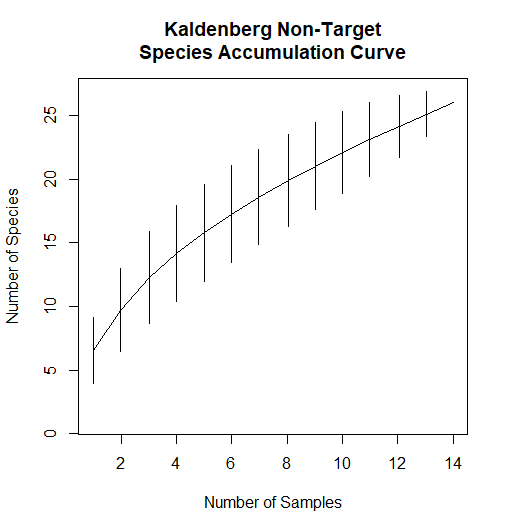 Kaldenberg Non-Target
Species Accumulation Curve
Number of Species
25
20
15
10
5
0
2 4 6 8 10 12 14
Number of Samples